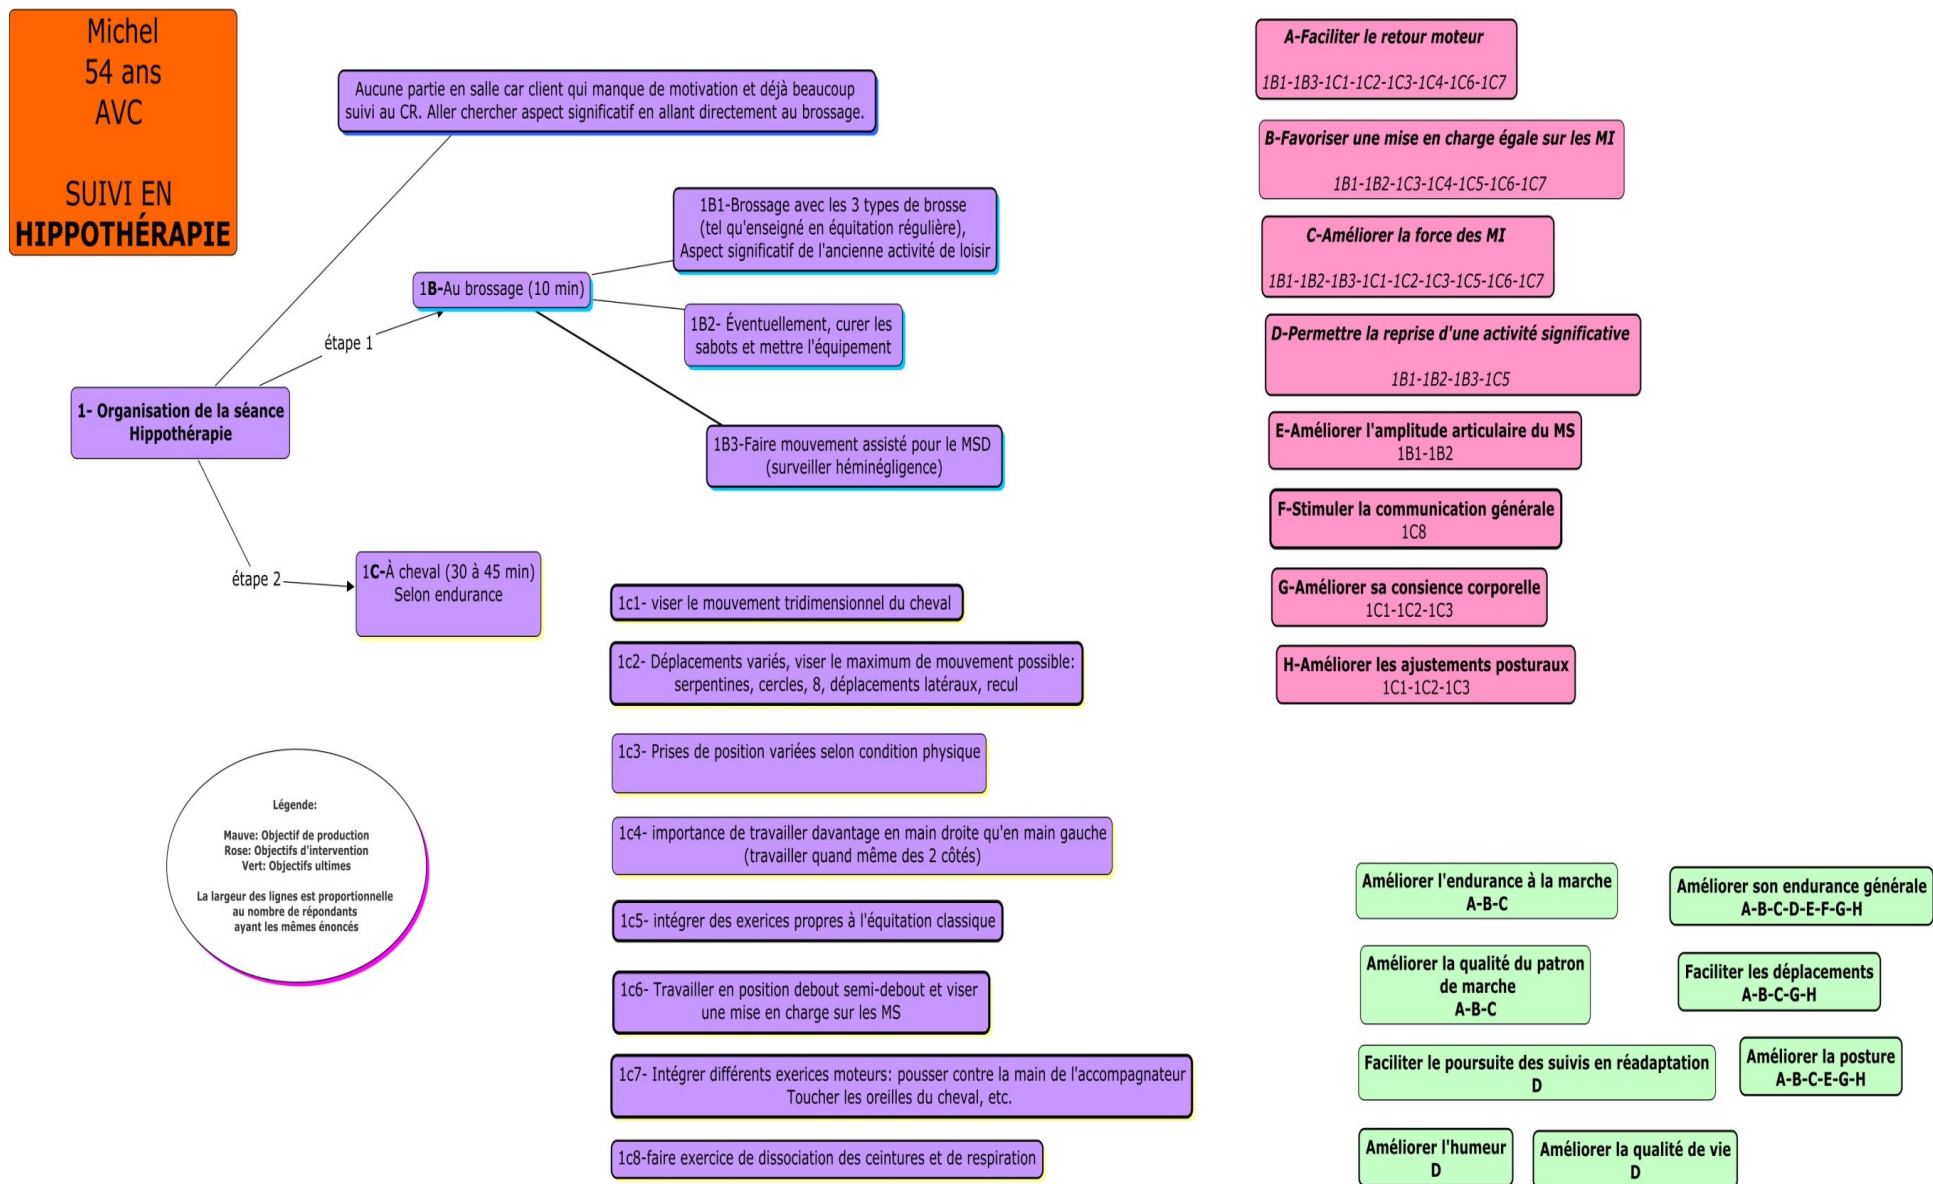 Michel
54 ans
AVC
SUIVI EN
HIPPOTHÉRAPIE
Aucune partie en salle car client qui manque de motivation et déjà beaucoup
suivi au CR. Aller chercher aspect significatif en allant directement au brossage.
1B1-Brossage avec les 3 types de brosse
(tel qu'enseigné en équitation régulière),
Aspect significatif de l'ancienne activité de loisir
1B-Au brossage (10 min)
1B2- Éventuellement, curer les
sabots et mettre l'équipement
étape 1
1- Organisation de la séance
Hippothérapie
1B3-Faire mouvement assisté pour le MSD
(surveiller héminégligence)
étape 2
1C-À cheval (30 à 45 min)
Selon endurance
1c1- viser le mouvement tridimensionnel du cheval
1c2- Déplacements variés, viser le maximum de mouvement possible:
serpentines, cercles, 8, déplacements latéraux, recul
1c3- Prises de position variées selon condition physique
1c4- importance de travailler davantage en main droite qu'en main gauche
(travailler quand même des 2 côtés)
1c5- intégrer des exerices propres à l'équitation classique
1c6- Travailler en position debout semi-debout et viser
une mise en charge sur les MS
1c7- Intégrer différents exerices moteurs: pousser contre la main de l'accompagnateur
Toucher les oreilles du cheval, etc.
1c8-faire exercice de dissociation des ceintures et de respiration
Légende:
Mauve: Objectif de production
Rose: Objectifs d'intervention
Vert: Objectifs ultimes
La largeur des lignes est proportionnelle
au nombre de répondants
ayant les mêmes énoncés
A-Faciliter le retour moteur
1B1-1B3-1C1-1C2-1C3-1C4-1C6-1C7
B-Favoriser une mise en charge égale sur les MI
1B1-1B2-1C3-1C4-1C5-1C6-1C7
C-Améliorer la force des MI
1B1-1B2-1B3-1C1-1C2-1C3-1C5-1C6-1C7
D-Permettre la reprise d'une activité significative
1B1-1B2-1B3-1C5
E-Améliorer l'amplitude articulaire du MS
1B1-1B2
F-Stimuler la communication générale
1C8
G-Améliorer sa consience corporelle
1C1-1C2-1C3
H-Améliorer les ajustements posturaux
1C1-1C2-1C3
Améliorer l'endurance à la marche
A-B-C
Améliorer son endurance générale
A-B-C-D-E-F-G-H
Améliorer la qualité du patron
de marche
A-B-C
Faciliter les déplacements
A-B-C-G-H
Faciliter le poursuite des suivis en réadaptation
D
Améliorer la posture
A-B-C-E-G-H
Améliorer l'humeur
D
Améliorer la qualité de vie
D